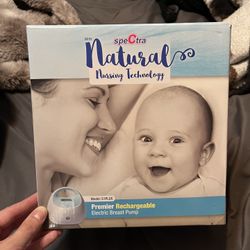 speCtra
Natural
Nursing Technology
Premier Rechargeable
Electric Breast Pump